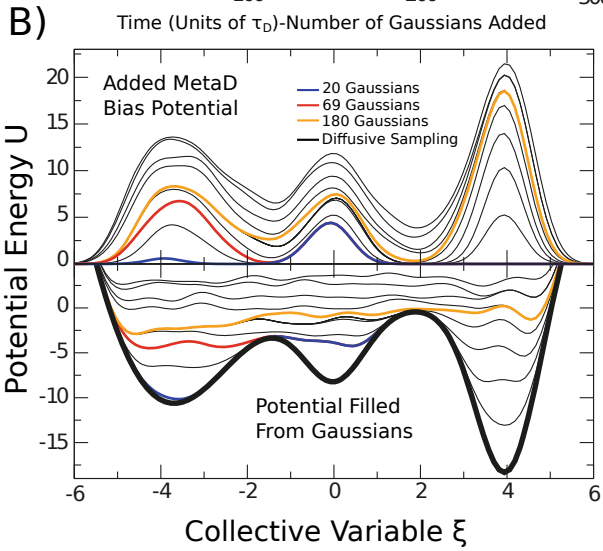 B)
Time (Units of τD)-Number of Gaussians Added
Added MetaD
Bias Potential
20 Gaussians
69 Gaussians
180 Gaussians
Diffusive Sampling
Potential Energy U
20
15
10
5
0
0
-5
-10
-15
Potential Filled
From Gaussians
-6 -4 -2 0 2 4 6
Collective Variable ξ